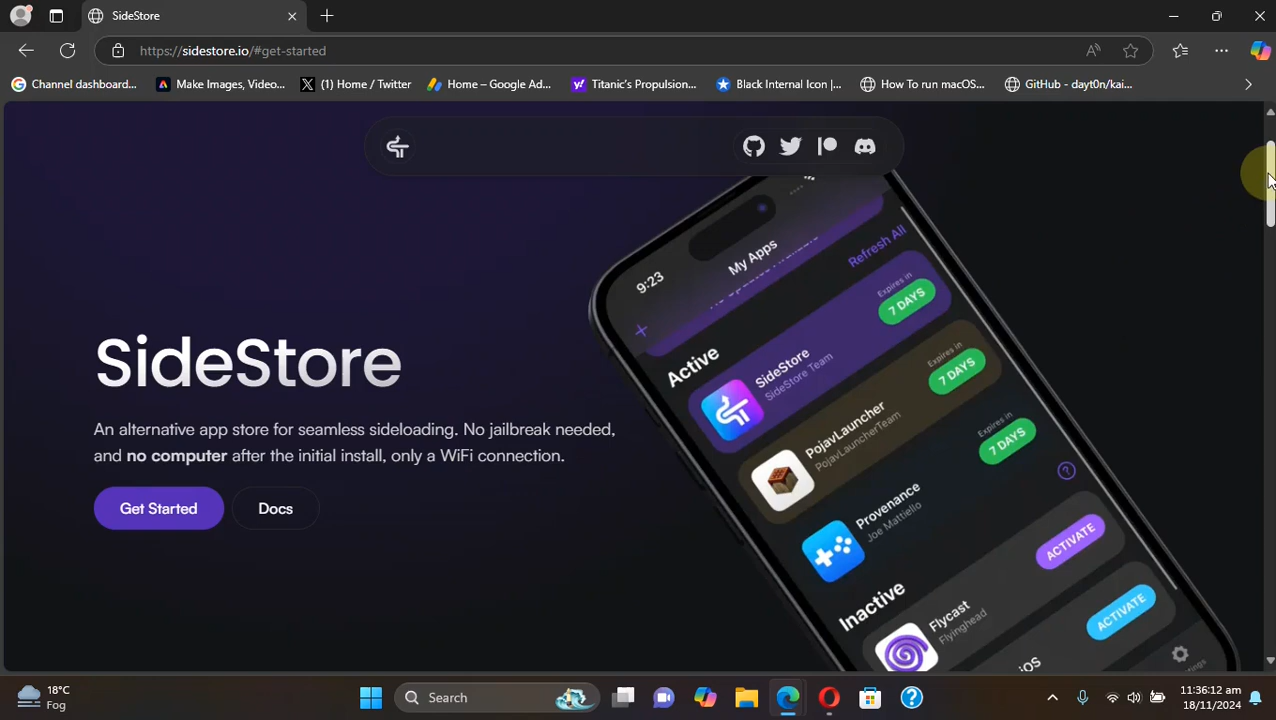 SideStore
https://sidestore.io/#get-started
Channel dashboard...
Make Images, Video...
(1) Home / Twitter
Home – Google Ad...
Titanic's Propulsion...
Black Internal Icon |...
How To run macOS...
GitHub - dayt0n/kai...
9:23
My Apps
Refresh All
Active
Expires in
7 DAYS
SideStore
SideStore Team
Expires in
7 DAYS
PojavLauncher
PojavLauncherTeam
Expires in
7 DAYS
Provenance
Joe Mattiello
Inactive
ACTIVATE
Flycast
Flyinghead
ACTIVATE
SideStore
An alternative app store for seamless sideloading. No jailbreak needed,
and no computer after the initial install, only a WiFi connection.
Get Started
Docs
18°C
Fog
Search
11:36:12 am
18/11/2024